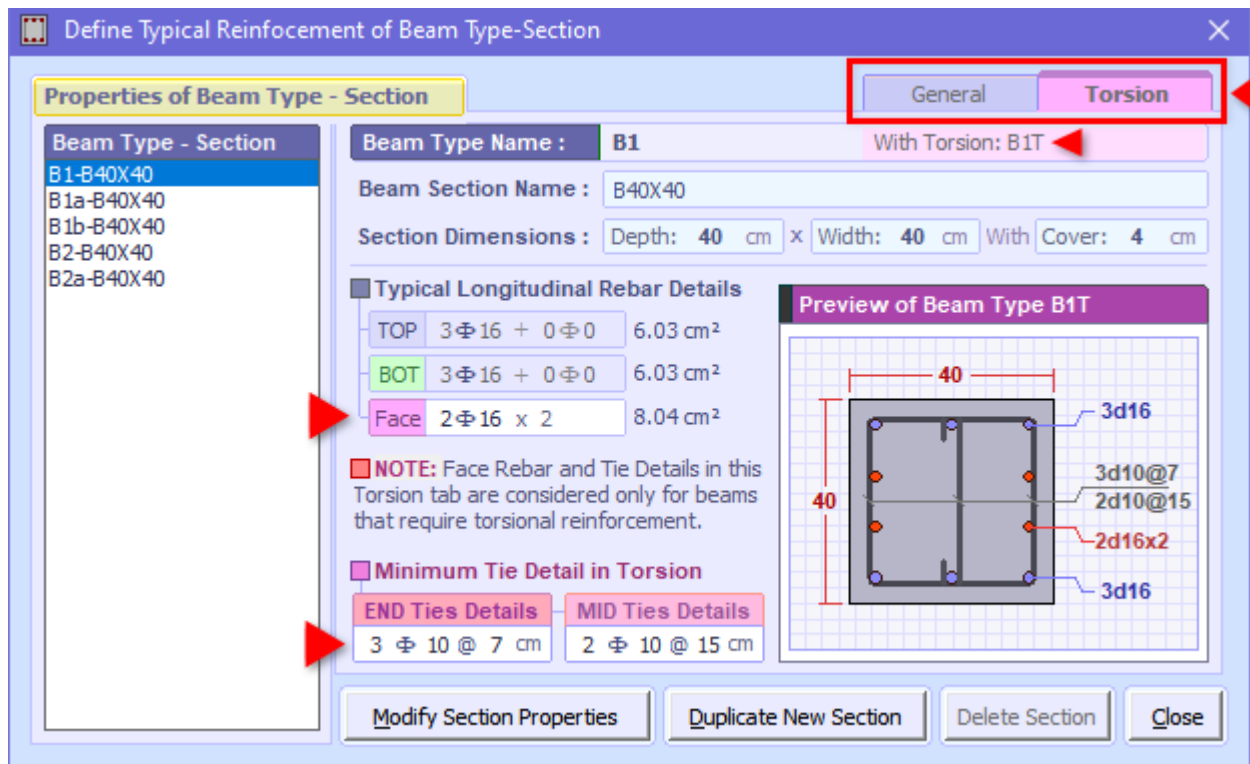 Define Typical Reinfocement of Beam Type-Section
Properties of Beam Type - Section
General
Torsion
Beam Type - Section
B1-B40X40
B1a-B40X40
B1b-B40X40
B2-B40X40
B2a-B40X40
Beam Type Name : B1 With Torsion: B1T
Beam Section Name : B40X40
Section Dimensions : Depth: 40 cm x Width: 40 cm With Cover: 4 cm
Typical Longitudinal Rebar Details
TOP 3Φ16 + 0Φ0 6.03 cm²
BOT 3Φ16 + 0Φ0 6.03 cm²
Face 2Φ16 x 2 8.04 cm²
NOTE: Face Rebar and Tie Details in this
Torsion tab are considered only for beams
that require torsional reinforcement.
Minimum Tie Detail in Torsion
END Ties Details MID Ties Details
3 Φ 10 @ 7 cm 2 Φ 10 @ 15 cm
Preview of Beam Type B1T
40
3d16
3d10@7
40
2d10@15
2d16x2
3d16
Modify Section Properties
Duplicate New Section
Delete Section
Close